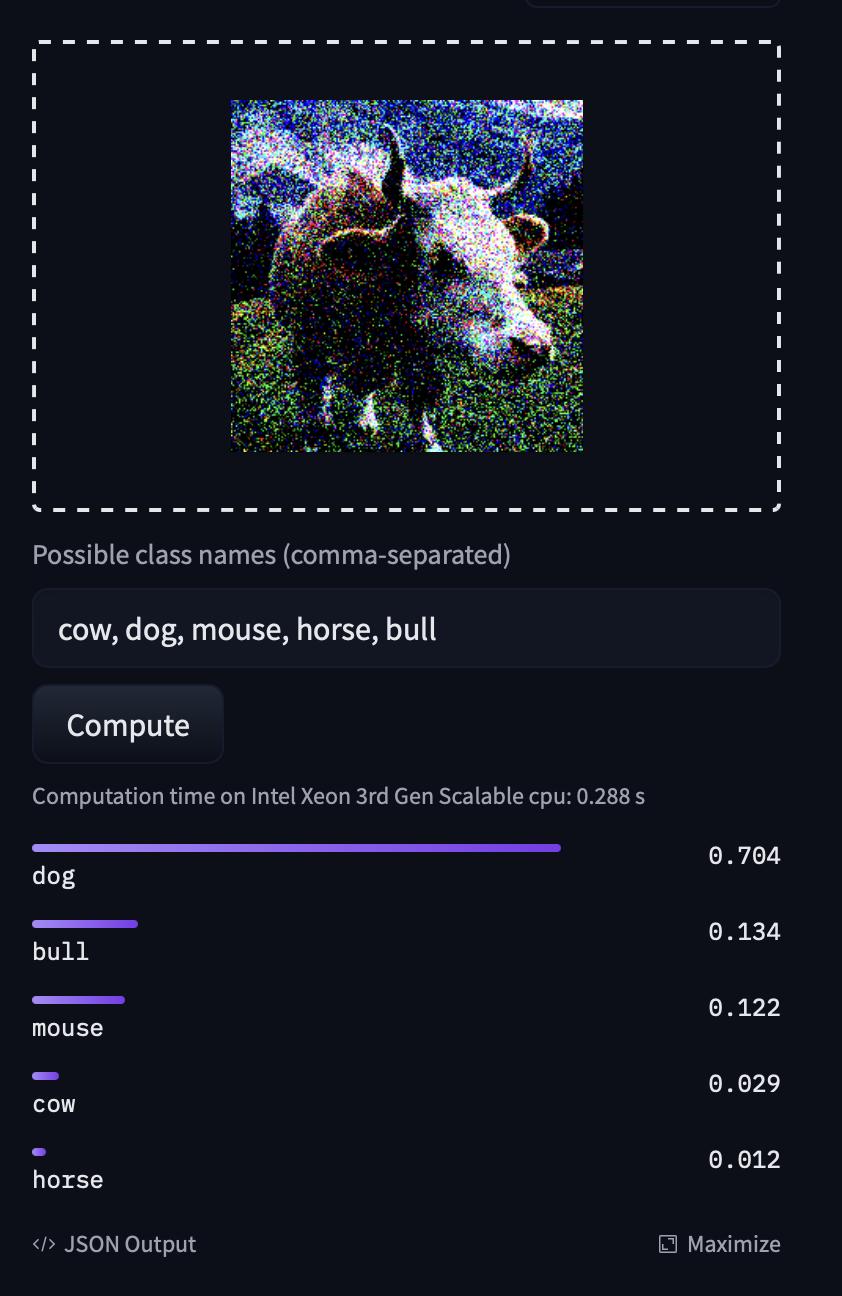 Possible class names (comma-separated)
cow, dog, mouse, horse, bull
Compute
Computation time on Intel Xeon 3rd Gen Scalable cpu: 0.288 s
0.704
dog
0.134
bull
0.122
mouse
0.029
cow
0.012
horse
</> JSON Output Maximize